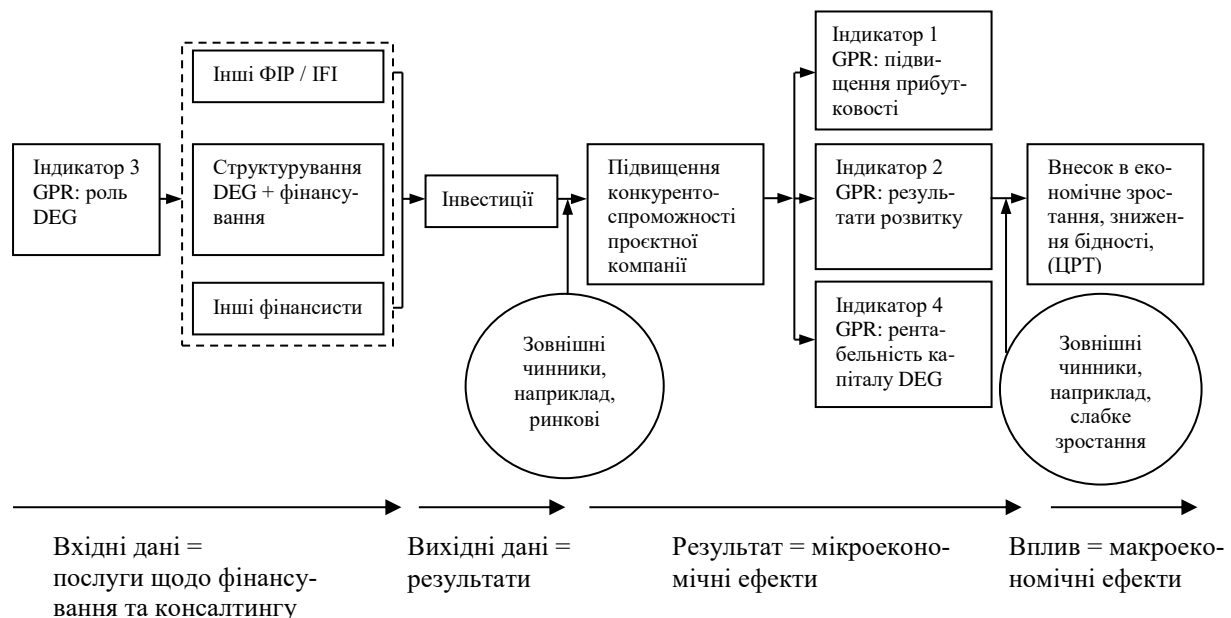 Індикатор 3
GPR: роль
DEG
Інші ФІР / IFI
Структурування
DEG + фінансу-
вання
Інші фінансисти
Інвестиції
Зовнішні
чинники,
наприклад,
ринкові
Підвищення
конкуренто-
спроможності
проєктної
компанії
Індикатор 1
GPR: підви-
щення прибут-
ковості
Індикатор 2
GPR: резуль-
тати розвитку
Індикатор 4
GPR: рента-
бельність ка-
піталу DEG
Внесок в еко-
номічне зрос-
тання, знижен-
ня бідності,
(ЦРТ)
Зовнішні
чинники,
наприклад,
слабке
зростання
Вхідні дані =
послуги щодо фінансу-
вання та консалтингу
Вихідні дані =
результати
Результат = мікроеконо-
мічні ефекти
Вплив = макроеко-
номічні ефекти